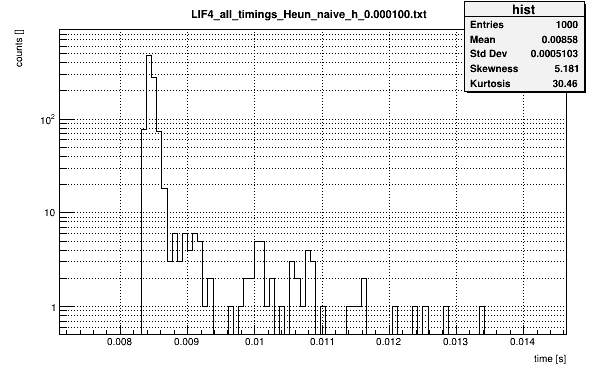 LIF4_all_timings_Heun_naive_h_0.000100.txt
hist
Entries 1000
Mean 0.00858
Std Dev 0.0005103
Skewness 5.181
Kurtosis 30.46
counts []
10²
10
1
0.008 0.009 0.01 0.011 0.012 0.013 0.014
time [s]